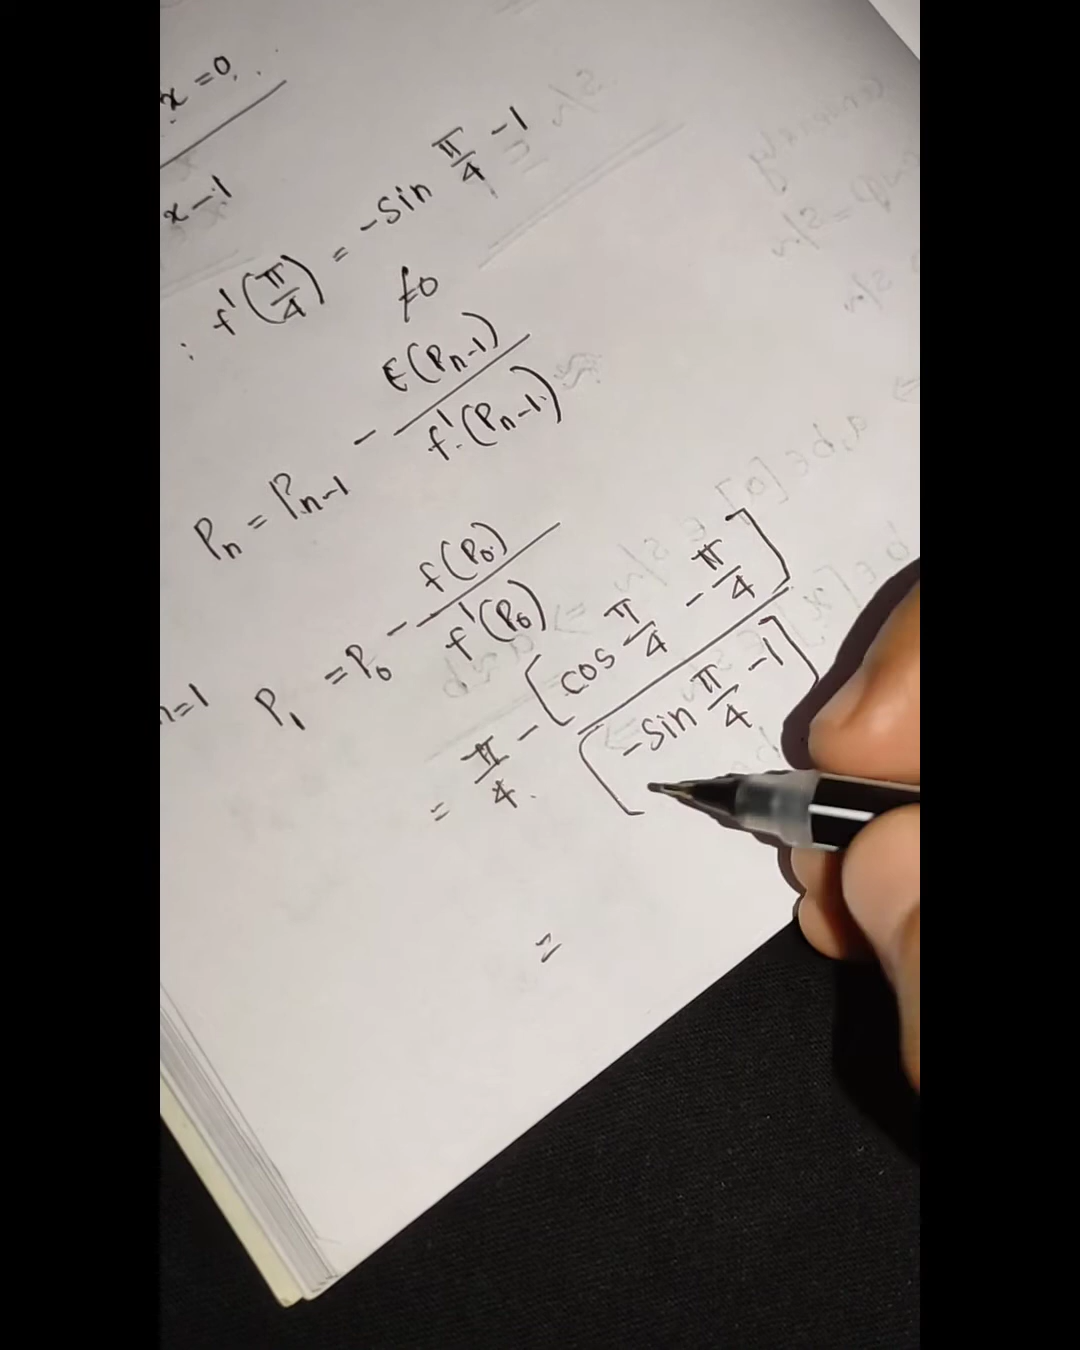 x = 0
x - 1
: f'(π/4) = -sin π/4 - 1
≠0
Pn = Pn-1 - f(Pn-1)/f'(Pn-1)
n=1 P1 = P0 - f(P0)/f'(P0)
= π/4 - [cos π/4 - π/4]/[-sin π/4 - 1]
=